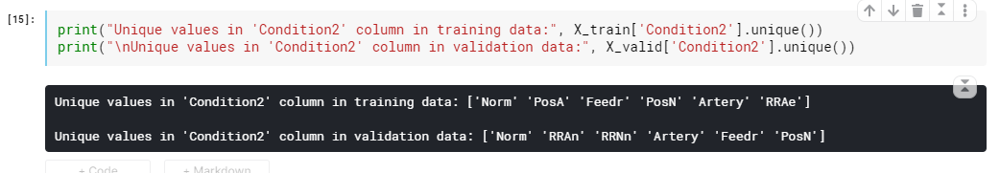 [15]:
print("Unique values in 'Condition2' column in training data:", X_train['Condition2'].unique())
print("\nUnique values in 'Condition2' column in validation data:", X_valid['Condition2'].unique())
Unique values in 'Condition2' column in training data: ['Norm' 'PosA' 'Feedr' 'PosN' 'Artery' 'RRAe']
Unique values in 'Condition2' column in validation data: ['Norm' 'RRAn' 'RRNn' 'Artery' 'Feedr' 'PosN']
+ Code
+ Markdown